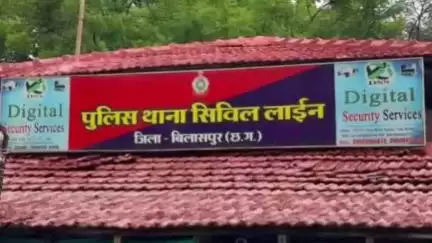 Digital
Security Services
पुलिस थाना सिविल लाईन
जिला - बिलासपुर (छ.ग.)
Digital
Security Services